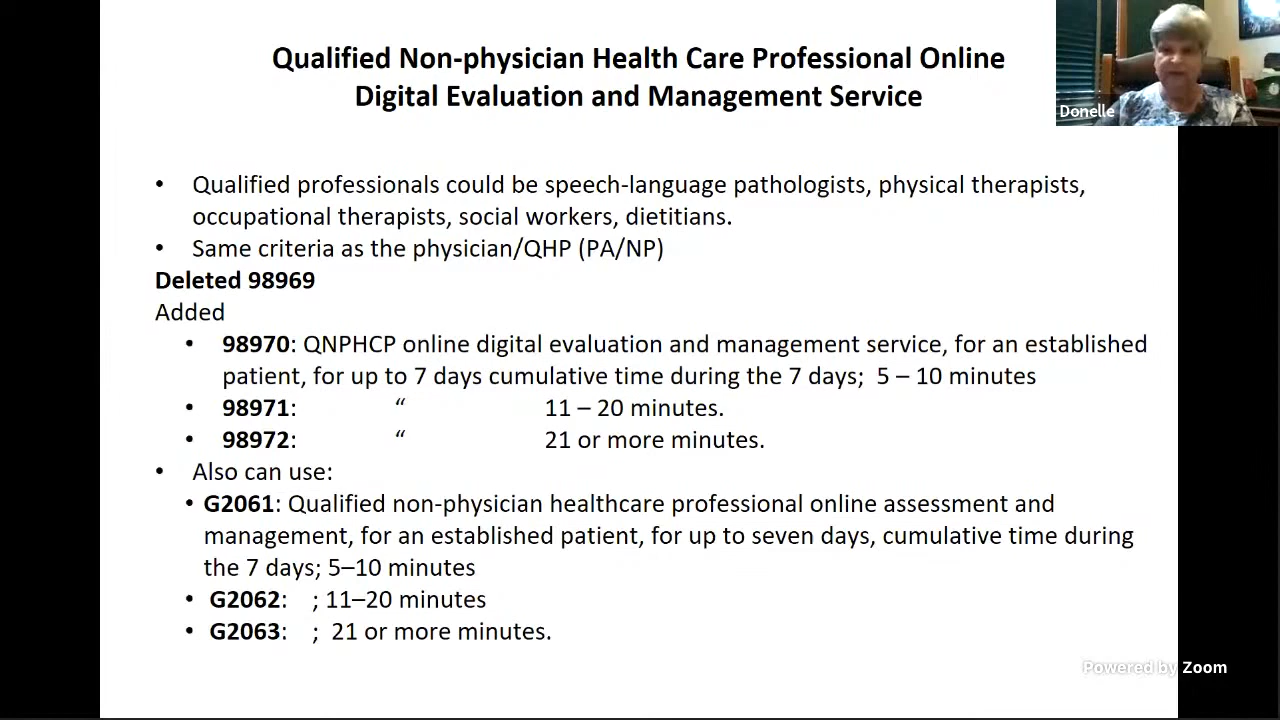 Qualified Non-physician Health Care Professional Online
Digital Evaluation and Management Service
Donelle
• Qualified professionals could be speech-language pathologists, physical therapists,
occupational therapists, social workers, dietitians.
• Same criteria as the physician/QHP (PA/NP)
Deleted 98969
Added
• 98970: QNPHCP online digital evaluation and management service, for an established
patient, for up to 7 days cumulative time during the 7 days; 5 – 10 minutes
• 98971: “ 11 – 20 minutes.
• 98972: “ 21 or more minutes.
• Also can use:
• G2061: Qualified non-physician healthcare professional online assessment and
management, for an established patient, for up to seven days, cumulative time during
the 7 days; 5–10 minutes
• G2062: ; 11–20 minutes
• G2063: ; 21 or more minutes.
Powered by Zoom